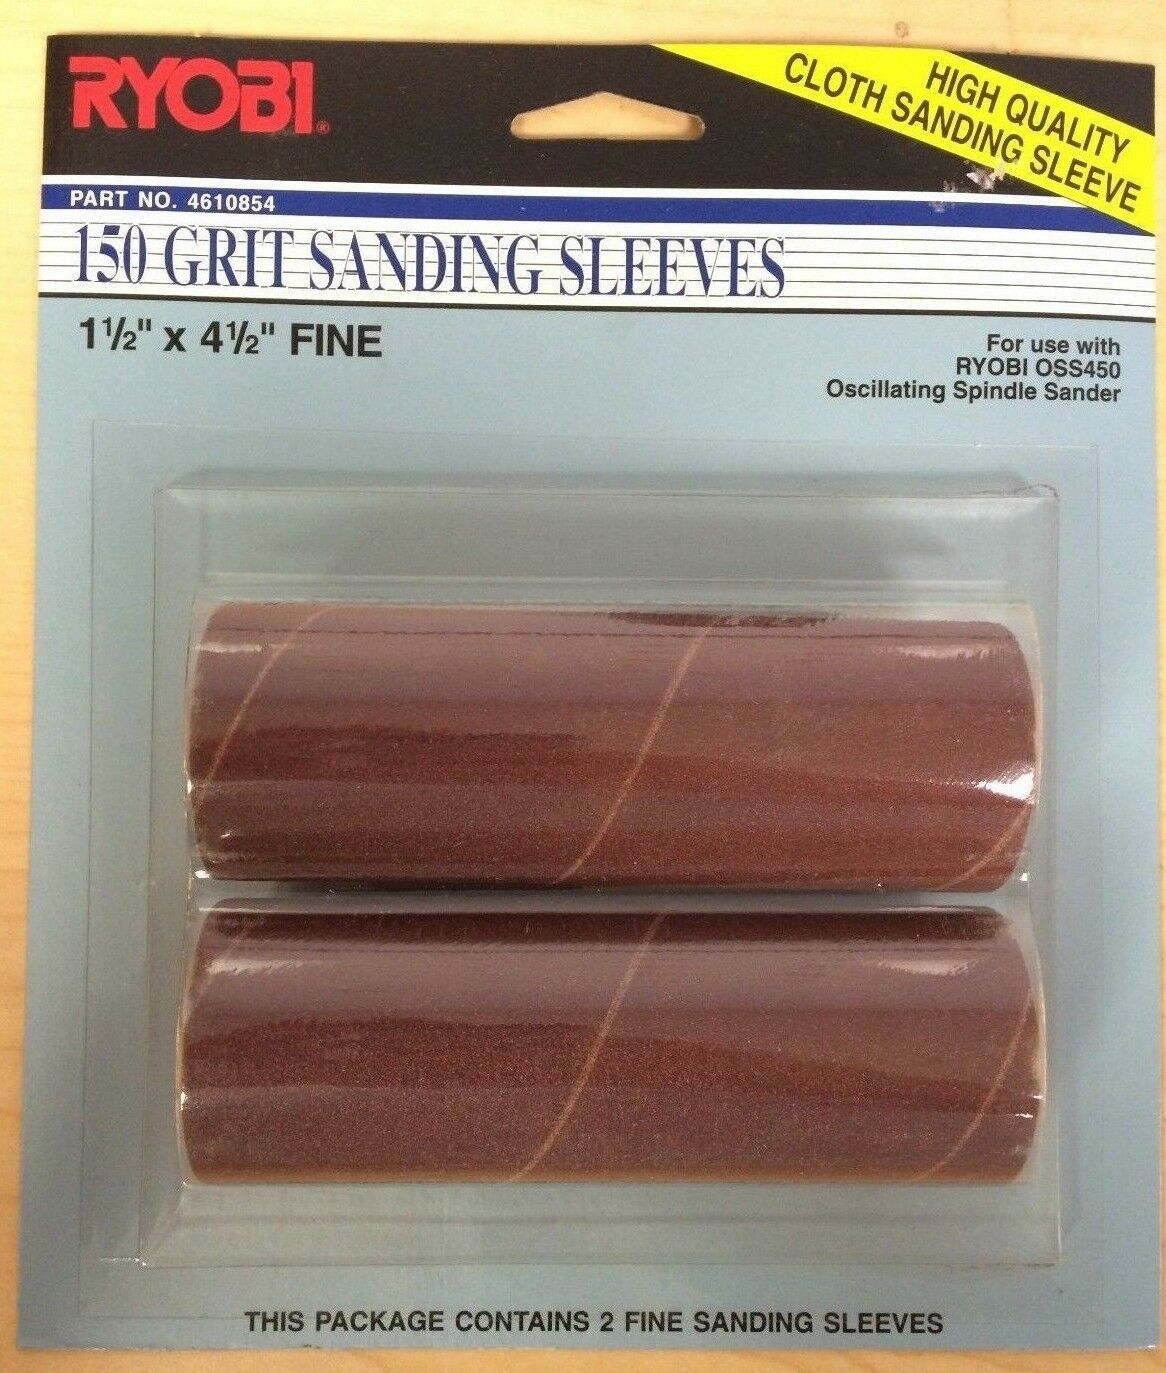 RYOBI®
HIGH QUALITY
CLOTH SANDING SLEEVE
PART NO. 4610854
150 GRIT SANDING SLEEVES
1½" x 4½" FINE
For use with
RYOBI OSS450
Oscillating Spindle Sander
THIS PACKAGE CONTAINS 2 FINE SANDING SLEEVES